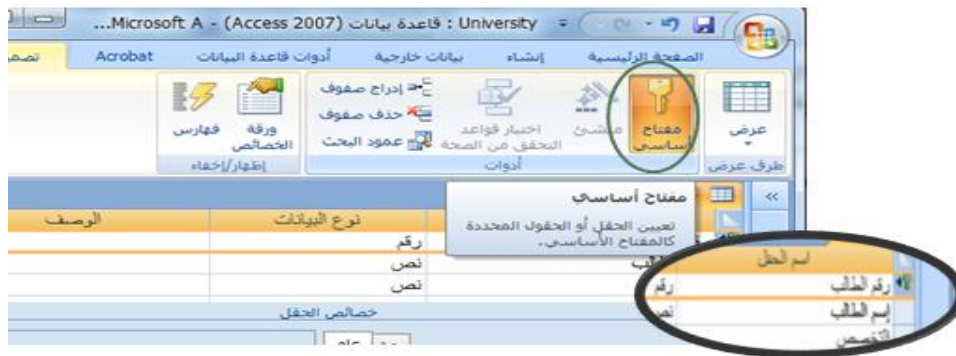 University : قاعدة بيانات (Access 2007) - Microsoft A...
الصفحة الرئيسية إنشاء بيانات خارجية أدوات قاعدة البيانات Acrobat
عرض
مفتاح أساسي
منشئ
اختبار قواعد التحقق من الصحة
إدراج صفوف
حذف صفوف
عمود البحث
ورقة الخصائص
فهارس
طرق عرض أدوات إظهار/إخفاء
مفتاح أساسي
تعيين الحقل أو الحقول المحددة
كالمفتاح الأساسي.
نوع البيانات الوصف
رقم
نص
نص
خصائص الحقل
عام
اسم الحقل
رقم الطالب رقم
إسم الطالب
التخصص